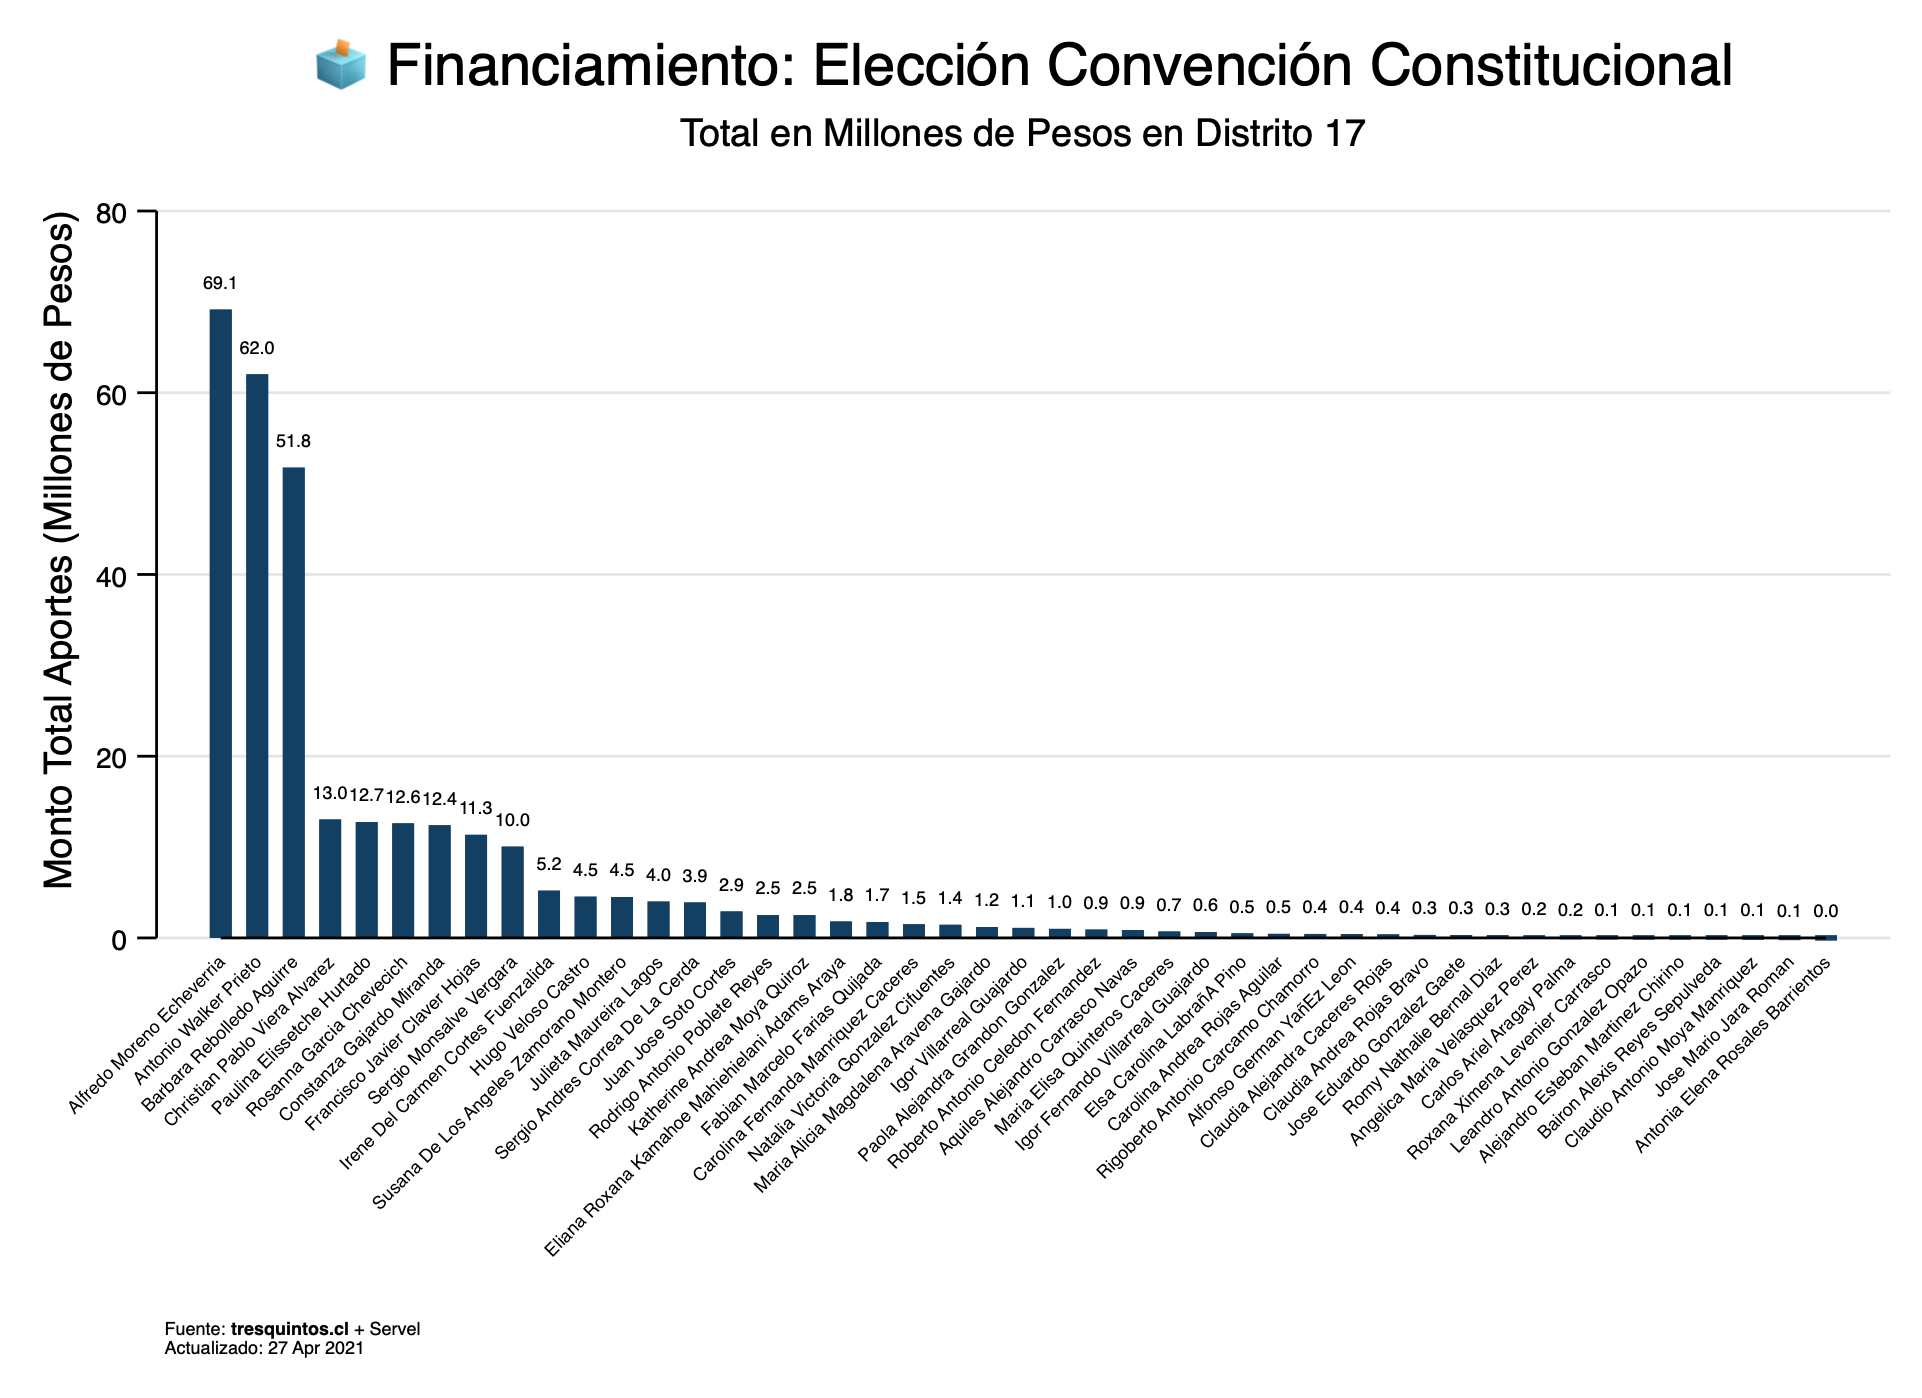 Financiamiento: Elección Convención Constitucional
Total en Millones de Pesos en Distrito 17
Monto Total Aportes (Millones de Pesos)
80
60
40
20
0
69.1
62.0
51.8
13.0
12.7
12.6
12.4
11.3
10.0
5.2
4.5
4.5
4.0
3.9
2.9
2.5
2.5
1.8
1.7
1.5
1.4
1.2
1.1
1.0
0.9
0.9
0.7
0.6
0.5
0.5
0.4
0.4
0.4
0.3
0.3
0.3
0.2
0.2
0.1
0.1
0.1
0.1
0.1
0.1
0.0
Alfredo Moreno Echeverria
Antonio Walker Prieto
Barbara Rebolledo Aguirre
Christian Pablo Viera Alvarez
Paulina Elissetche Hurtado
Rosanna Garcia Chevecich
Constanza Gajardo Miranda
Francisco Javier Claver Hojas
Sergio Monsalve Vergara
Irene Del Carmen Cortes Fuenzalida
Hugo Veloso Castro
Susana De Los Angeles Zamorano Montero
Julieta Maureira Lagos
Sergio Andres Correa De La Cerda
Juan Jose Soto Cortes
Rodrigo Antonio Poblete Reyes
Katherine Andrea Moya Quiroz
Eliana Roxana Kamahoe Mahiehielani Adams Araya
Fabian Marcelo Farias Quijada
Carolina Fernanda Manriquez Caceres
Natalia Victoria Gonzalez Cifuentes
Maria Alicia Magdalena Aravena Gajardo
Igor Villarreal Guajardo
Paola Alejandra Grandon Gonzalez
Roberto Antonio Celedon Fernandez
Aquiles Alejandro Carrasco Navas
Maria Elisa Quinteros Caceres
Igor Fernando Villarreal Guajardo
Elsa Carolina LabrañA Pino
Carolina Andrea Rojas Aguilar
Rigoberto Antonio Carcamo Chamorro
Alfonso German YañEz Leon
Claudia Alejandra Caceres Rojas
Claudia Andrea Rojas Bravo
Jose Eduardo Gonzalez Gaete
Romy Nathalie Bernal Diaz
Angelica Maria Velasquez Perez
Carlos Ariel Aragay Palma
Roxana Ximena Levenier Carrasco
Leandro Antonio Gonzalez Opazo
Alejandro Esteban Martinez Chirino
Bairon Alexis Reyes Sepulveda
Claudio Antonio Moya Manriquez
Jose Mario Jara Roman
Antonia Elena Rosales Barrientos
Fuente: tresquintos.cl + Servel
Actualizado: 27 Apr 2021